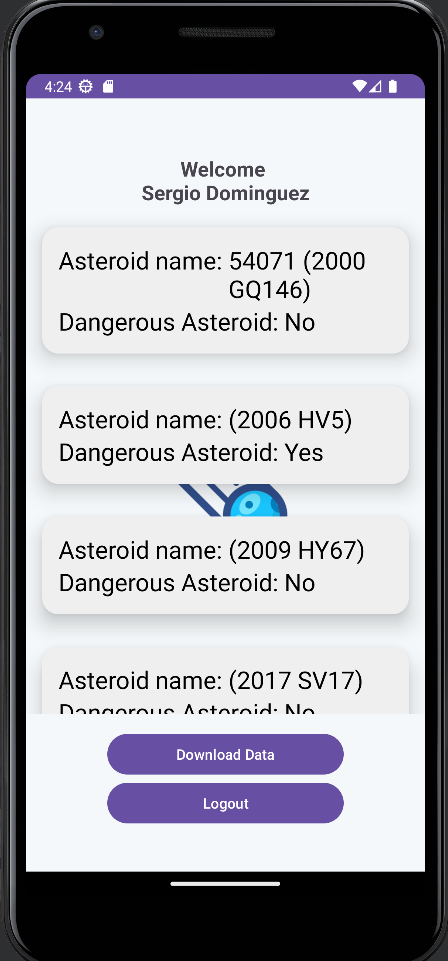 4:24
Welcome
Sergio Dominguez
Asteroid name: 54071 (2000
GQ146)
Dangerous Asteroid: No
Asteroid name: (2006 HV5)
Dangerous Asteroid: Yes
Asteroid name: (2009 HY67)
Dangerous Asteroid: No
Asteroid name: (2017 SV17)
Dangerous Asteroid: No
Download Data
Logout